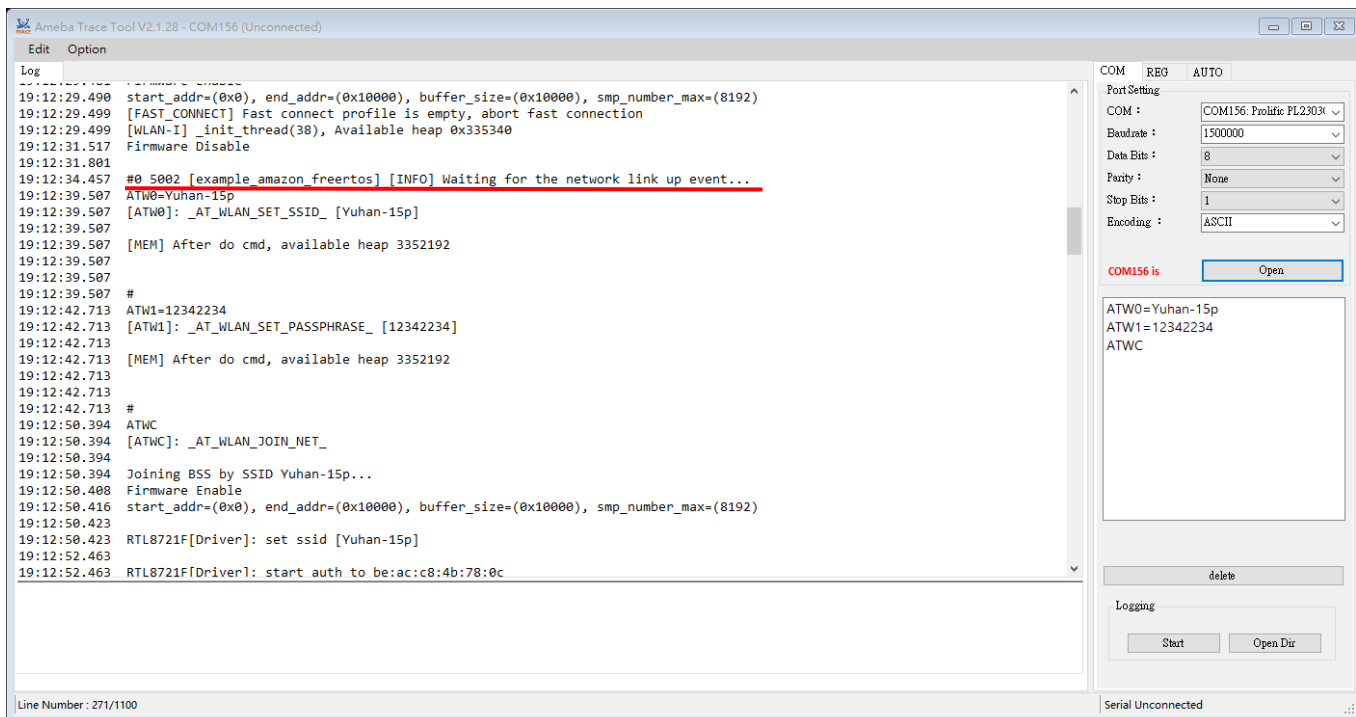 Ameba Trace Tool V2.1.28 - COM156 (Unconnected)
Edit Option
Log
19:12:29.490 start_addr=(0x0), end_addr=(0x10000), buffer_size=(0x10000), smp_number_max=(8192)
19:12:29.499 [FAST_CONNECT] Fast connect profile is empty, abort fast connection
19:12:29.499 [WLAN-I] _init_thread(38), Available heap 0x335340
19:12:31.517 Firmware Disable
19:12:31.801
19:12:34.457 #0 5002 [example_amazon_freertos] [INFO] Waiting for the network link up event...
19:12:39.507 ATW0=Yuhan-15p
19:12:39.507 [ATW0]: _AT_WLAN_SET_SSID_ [Yuhan-15p]
19:12:39.507
19:12:39.507 [MEM] After do cmd, available heap 3352192
19:12:39.507
19:12:39.507
19:12:39.507 #
19:12:42.713 ATW1=12342234
19:12:42.713 [ATW1]: _AT_WLAN_SET_PASSPHRASE_ [12342234]
19:12:42.713
19:12:42.713 [MEM] After do cmd, available heap 3352192
19:12:42.713
19:12:42.713
19:12:42.713 #
19:12:50.394 ATWC
19:12:50.394 [ATWC]: _AT_WLAN_JOIN_NET_
19:12:50.394
19:12:50.394 Joining BSS by SSID Yuhan-15p...
19:12:50.408 Firmware Enable
19:12:50.416 start_addr=(0x0), end_addr=(0x10000), buffer_size=(0x10000), smp_number_max=(8192)
19:12:50.423
19:12:50.423 RTL8721F[Driver]: set ssid [Yuhan-15p]
19:12:52.463
19:12:52.463 RTL8721F[Driver]: start auth to be:ac:c8:4b:78:0c
Line Number : 271/1100
COM REG AUTO
Port Setting
COM : COM156: Prolific PL2303
Baudrate : 1500000
Data Bits : 8
Parity : None
Stop Bits : 1
Encoding : ASCII
COM156 is Open
ATW0=Yuhan-15p
ATW1=12342234
ATWC
delete
Logging
Start Open Dir
Serial Unconnected